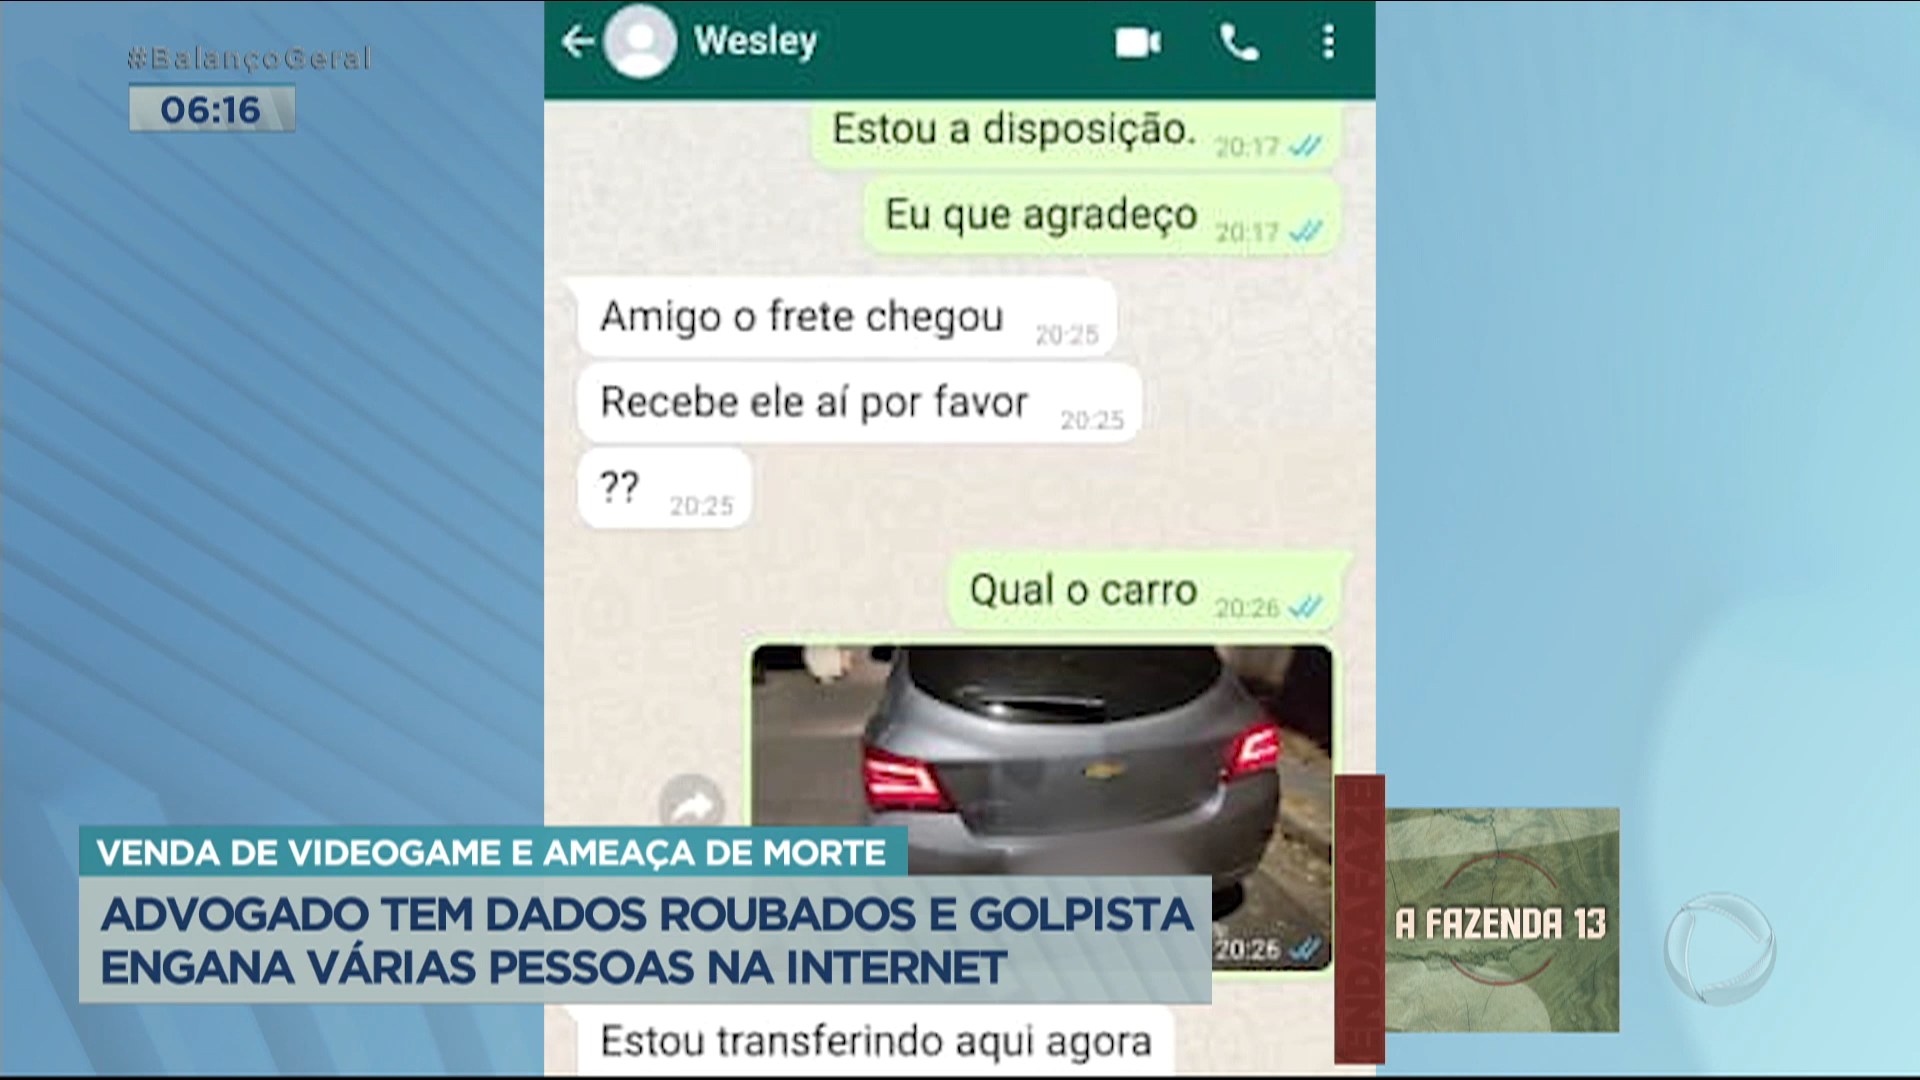 #BalançoGeral
06:16
Wesley
Estou a disposição. 20:17
Eu que agradeço 20:17
Amigo o frete chegou 20:25
Recebe ele aí por favor 20:25
?? 20:25
Qual o carro 20:26
20:26
Estou transferindo aqui agora
VENDA DE VIDEOGAME E AMEAÇA DE MORTE
ADVOGADO TEM DADOS ROUBADOS E GOLPISTA
ENGANA VÁRIAS PESSOAS NA INTERNET
A FAZENDA 13